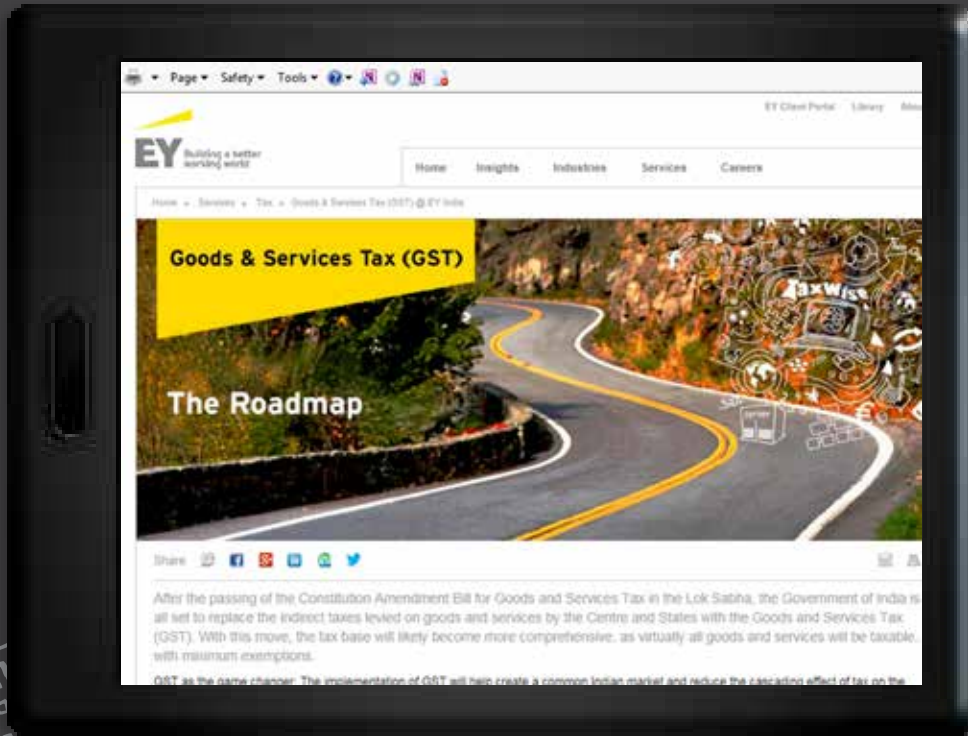 Page Safety Tools
EY Client Portal Library
EY Building a better
working world
Home Insights Industries Services Careers
Home Services Tax Goods & Services Tax (GST) @ EY India
Goods & Services Tax (GST)
TaxWise
The Roadmap
Share
After the passing of the Constitution Amendment Bill for Goods and Services Tax in the Lok Sabha, the Government of India is
all set to replace the indirect taxes levied on goods and services by the Centre and States with the Goods and Services Tax
(GST). With this move, the tax base will likely become more comprehensive, as virtually all goods and services will be taxable,
with minimum exemptions.
GST as the game changer: The implementation of GST will help create a common Indian market and reduce the cascading effect of tax on the